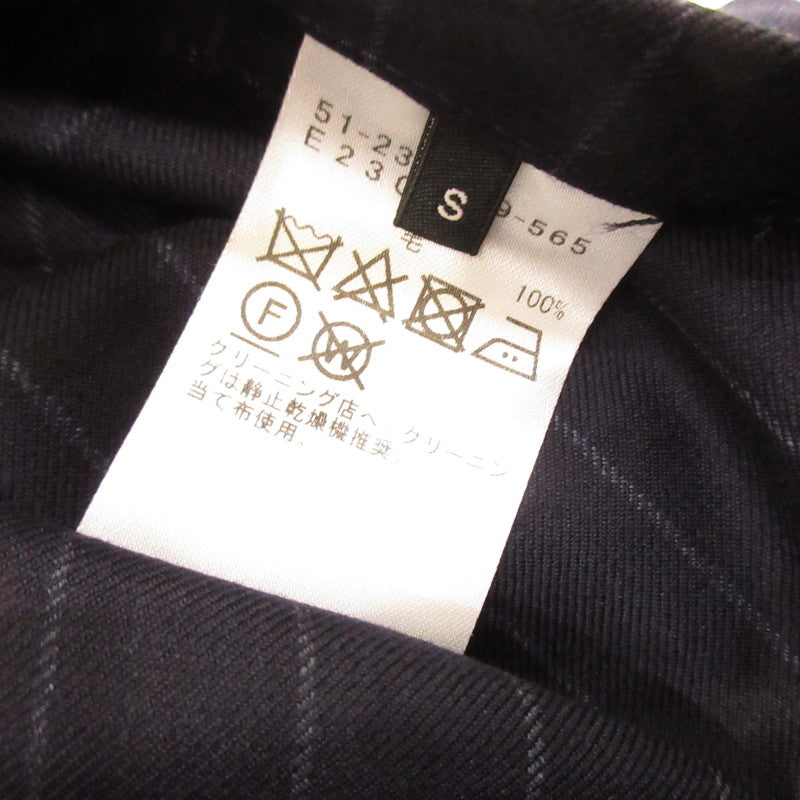 51-23
E230
9-565
S
毛
100%
F
W
クリーニング店へ クリーニン
グは静止乾燥機推奨。
当て布使用。